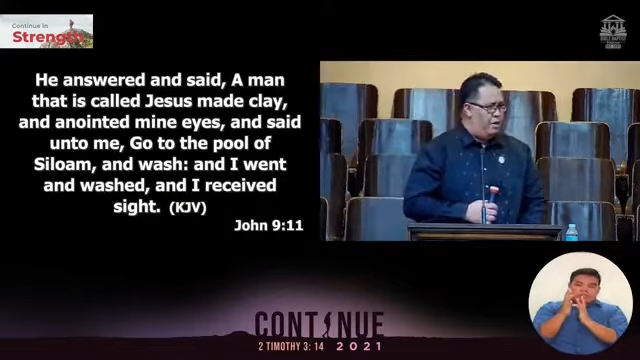 Continue in
Strength
He answered and said, A man
that is called Jesus made clay,
and anointed mine eyes, and said
unto me, Go to the pool of
Siloam, and wash: and I went
and washed, and I received
sight. (KJV)
John 9:11
BIBLE BAPTIST
CONTINUE
2 TIMOTHY 3: 14 2021